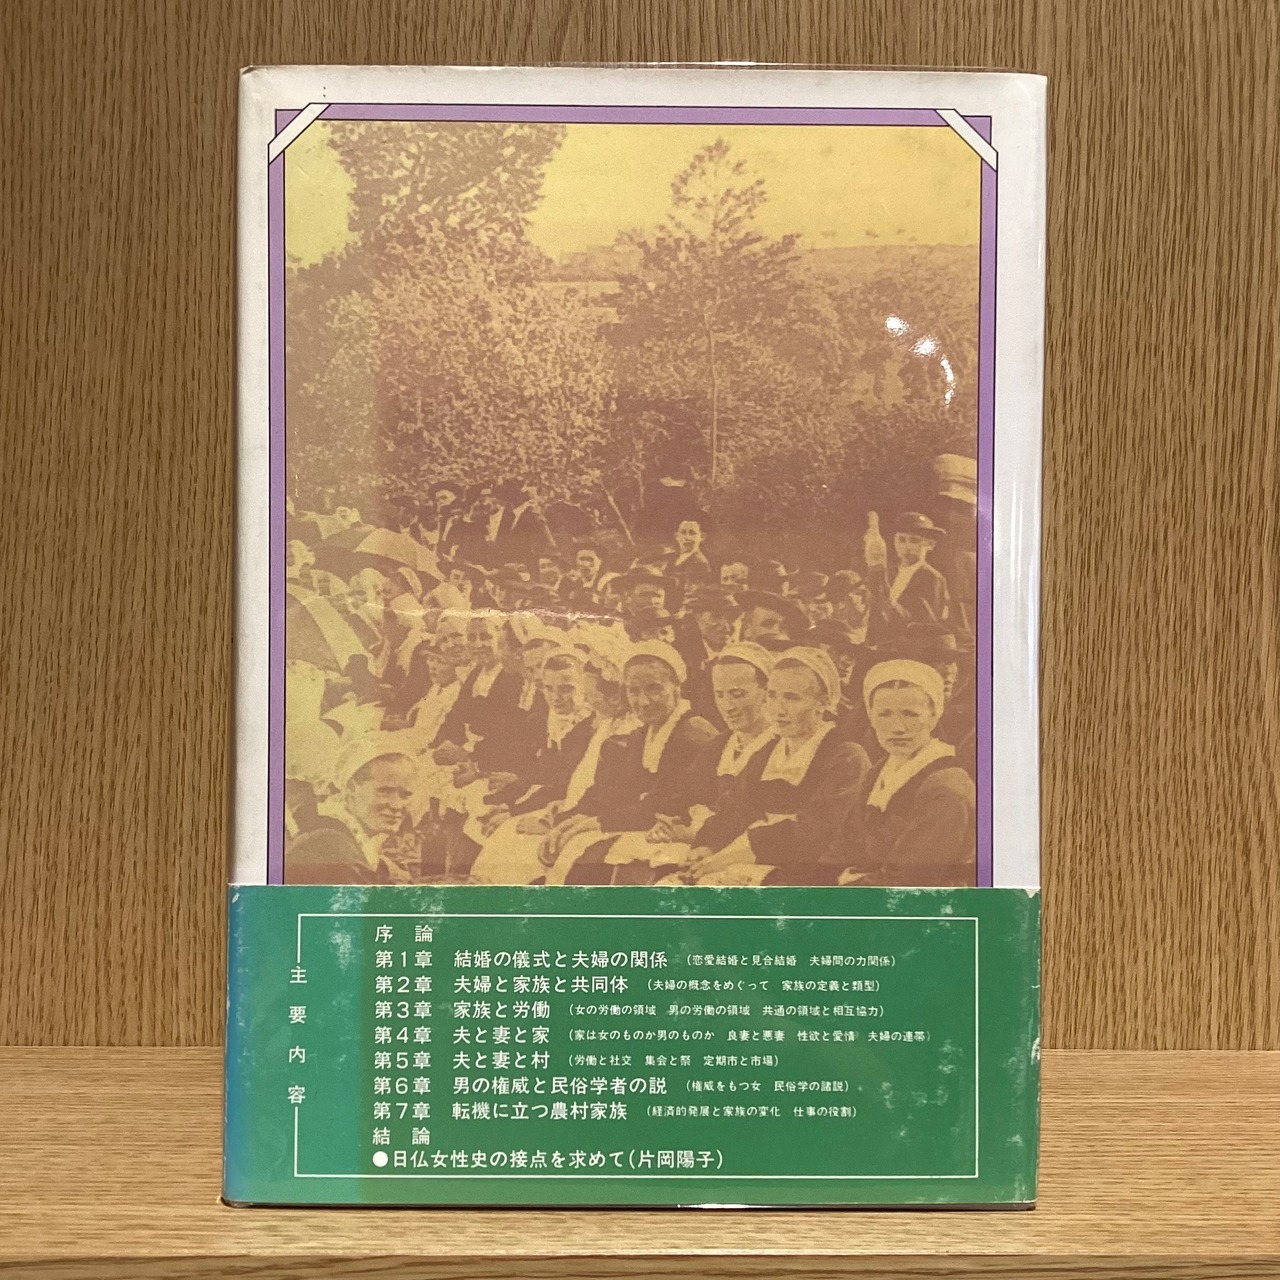 主要内容
序 論
第1章 結婚の儀式と夫婦の関係 (恋愛結婚と見合結婚 夫婦間の力関係)
第2章 夫婦と家族と共同体 (夫婦の概念をめぐって 家族の定義と類型)
第3章 家族と労働 (女の労働の領域 男の労働の領域 共通の領域と相互協力)
第4章 夫と妻と家 (家は女のものか男のものか 良妻と悪妻 性欲と愛情 夫婦の連帯)
第5章 夫と妻と村 (労働と社交 集会と祭 定期市と市場)
第6章 男の権威と民俗学者の説 (権威をもつ女 民俗学の諸説)
第7章 転機に立つ農村家族 (経済的発展と家族の変化 仕事の役割)
結 論
●日仏女性史の接点を求めて(片岡陽子)